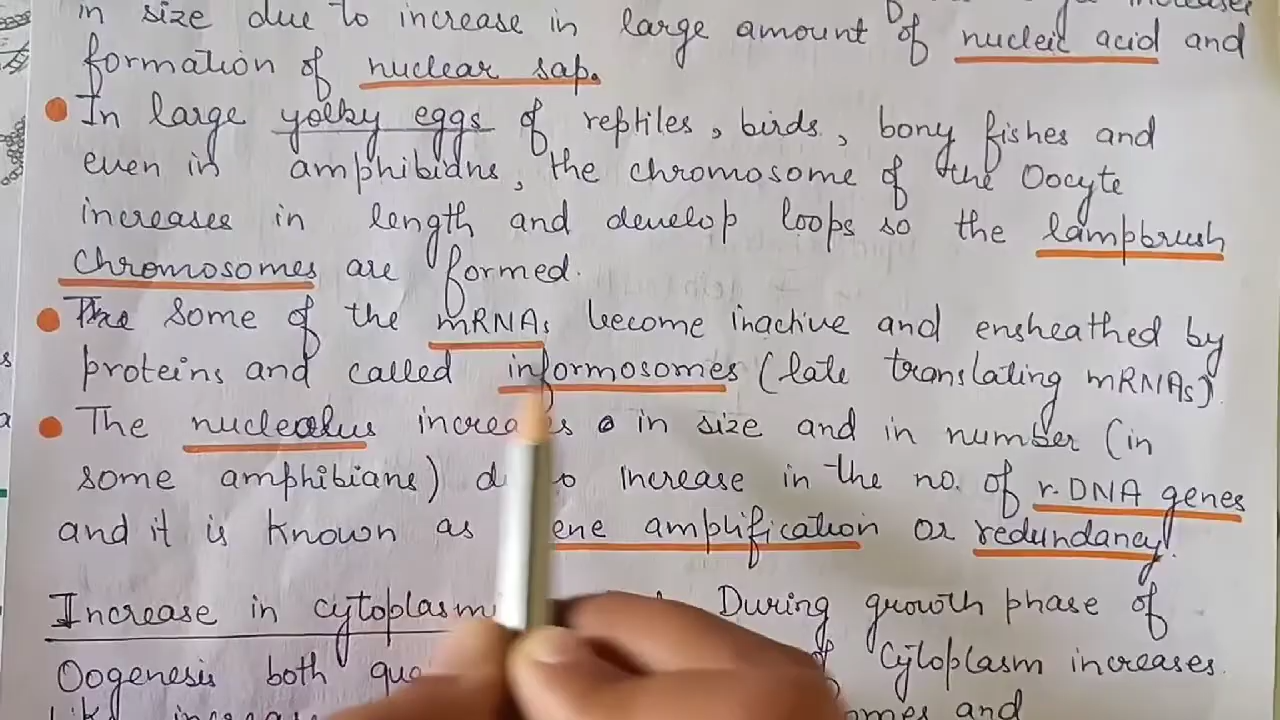 in size due to increase in large amount of nucleic acid and
formation of nuclear sap.
In large yolky eggs of reptiles, birds, bony fishes and
even in amphibians, the chromosome of the Oocyte
increases in length and develop loops so the lampbrush
chromosomes are formed.
The some of the mRNAs become inactive and ensheathed by
proteins and called informosomes (late translating mRNAs)
The nucleolus increases in size and in number (in
some amphibians) increase in the no. of r.DNA genes
and it is known as ene amplification or redundancy.
Increase in cytoplasm During growth phase of
Oogenesis both Cytoplasm increases.
and